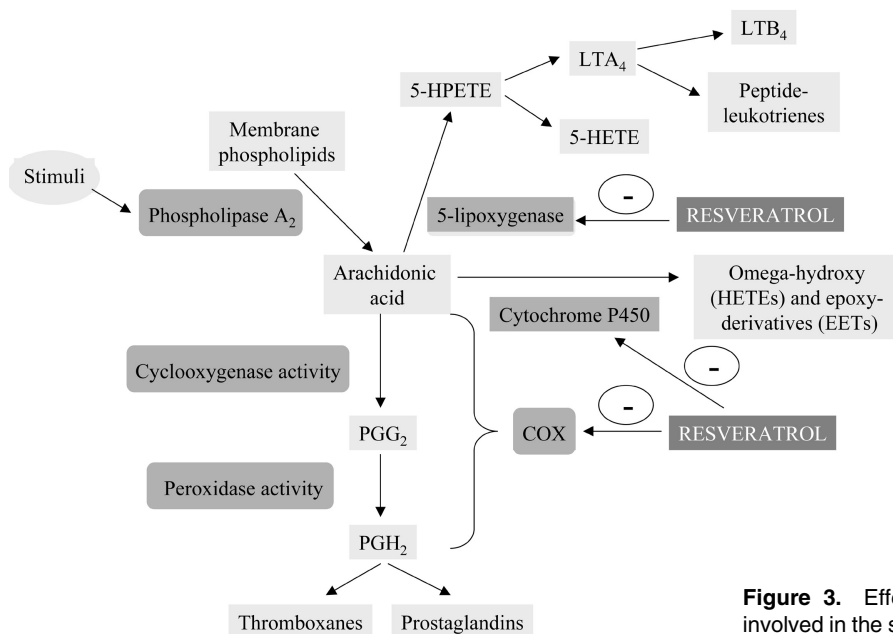 LTB₄
5-HPETE
LTA₄
Peptide-
leukotrienes
5-HETE
Membrane
phospholipids
Stimuli
Phospholipase A₂
5-lipoxygenase
-
RESVERATROL
Arachidonic
acid
Omega-hydroxy
(HETEs) and epoxy-
derivatives (EETs)
Cytochrome P450
-
Cyclooxygenase activity
PGG₂
COX
-
RESVERATROL
Peroxidase activity
PGH₂
Thromboxanes
Prostaglandins
Figure 3. Effe
involved in the s